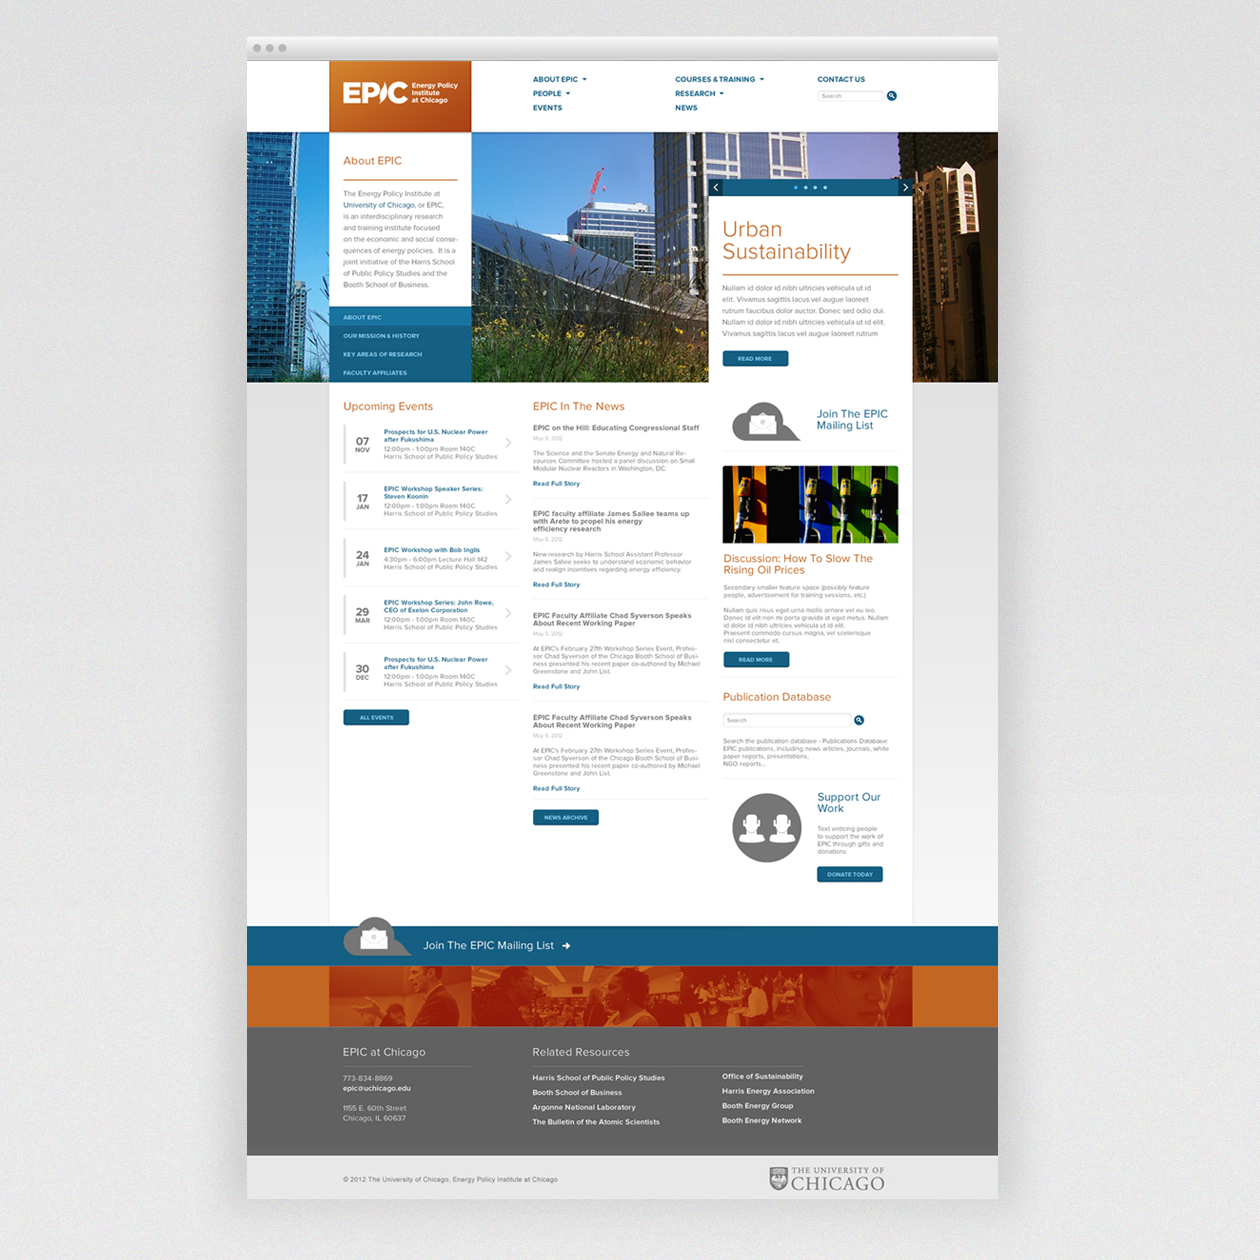 EPIC Energy Policy
Institute
at Chicago
ABOUT EPIC
PEOPLE
EVENTS
COURSES & TRAINING
RESEARCH
NEWS
CONTACT US
Search
About EPIC
The Energy Policy Institute at
University of Chicago, or EPIC,
is an interdisciplinary research
and training institute focused
on the economic and social conse-
quences of energy policies. It is a
joint initiative of the Harris School
of Public Policy Studies and the
Booth School of Business.
ABOUT EPIC
OUR MISSION & HISTORY
KEY AREAS OF RESEARCH
FACULTY AFFILIATES
Urban
Sustainability
Nullam id dolor id nibh ultricies vehicula ut id
elit. Vivamus sagittis lacus vel augue laoreet
rutrum faucibus dolor auctor. Donec sed odio dui.
Nullam id dolor id nibh ultricies vehicula ut id elit.
Vivamus sagittis lacus vel augue laoreet rutrum
READ MORE
Upcoming Events
07
NOV
Prospects for U.S. Nuclear Power
after Fukushima
12:00pm - 1:00pm Room 140C
Harris School of Public Policy Studies
17
JAN
EPIC Workshop Speaker Series:
Steven Koonin
12:00pm - 1:00pm Room 140C
Harris School of Public Policy Studies
24
JAN
EPIC Workshop with Bob Inglis
4:30pm - 6:00pm Lecture Hall 142
Harris School of Public Policy Studies
29
MAR
EPIC Workshop Series: John Rowe,
CEO of Exelon Corporation
12:00pm - 1:00pm Room 140C
Harris School of Public Policy Studies
30
DEC
Prospects for U.S. Nuclear Power
after Fukushima
12:00pm - 1:00pm Room 140C
Harris School of Public Policy Studies
ALL EVENTS
EPIC In The News
EPIC on the Hill: Educating Congressional Staff
May 9, 2012
The Science and the Senate Energy and Natural Re-
sources Committee hosted a panel discussion on Small
Modular Nuclear Reactors in Washington, DC.
Read Full Story
EPIC faculty affiliate James Sallee teams up
with Arete to propel his energy
efficiency research
May 9, 2012
New research by Harris School Assistant Professor
James Sallee seeks to understand economic behavior
and realign incentives regarding energy efficiency.
Read Full Story
EPIC Faculty Affiliate Chad Syverson Speaks
About Recent Working Paper
May 9, 2012
At EPIC's February 27th Workshop Series Event, Profes-
sor Chad Syverson of the Chicago Booth School of Busi-
ness presented his recent paper co-authored by Michael
Greenstone and John List.
Read Full Story
EPIC Faculty Affiliate Chad Syverson Speaks
About Recent Working Paper
May 9, 2012
At EPIC's February 27th Workshop Series Event, Profes-
sor Chad Syverson of the Chicago Booth School of Busi-
ness presented his recent paper co-authored by Michael
Greenstone and John List.
Read Full Story
NEWS ARCHIVE
Join The EPIC
Mailing List
Discussion: How To Slow The
Rising Oil Prices
Secondary smaller feature space (possibly feature
people, advertisement for training sessions, etc.)
Nullam quis risus eget urna mollis ornare vel eu leo.
Donec id elit non mi porta gravida at eget metus. Nullam
id dolor id nibh ultricies vehicula ut id elit.
Praesent commodo cursus magna, vel scelerisque
nisl consectetur et.
READ MORE
Publication Database
Search
Search the publication database - Publications Database:
EPIC publications, including news articles, journals, white
paper reports, presentations,
NGO reports...
Support Our
Work
Text enticing people
to support the work of
EPIC through gifts and
donations
DONATE TODAY
Join The EPIC Mailing List
EPIC at Chicago
773-834-8869
epic@uchicago.edu
1155 E. 60th Street
Chicago, IL 60637
Related Resources
Harris School of Public Policy Studies
Booth School of Business
Argonne National Laboratory
The Bulletin of the Atomic Scientists
Office of Sustainability
Harris Energy Association
Booth Energy Group
Booth Energy Network
© 2012 The University of Chicago, Energy Policy Institute at Chicago
THE UNIVERSITY OF
CHICAGO